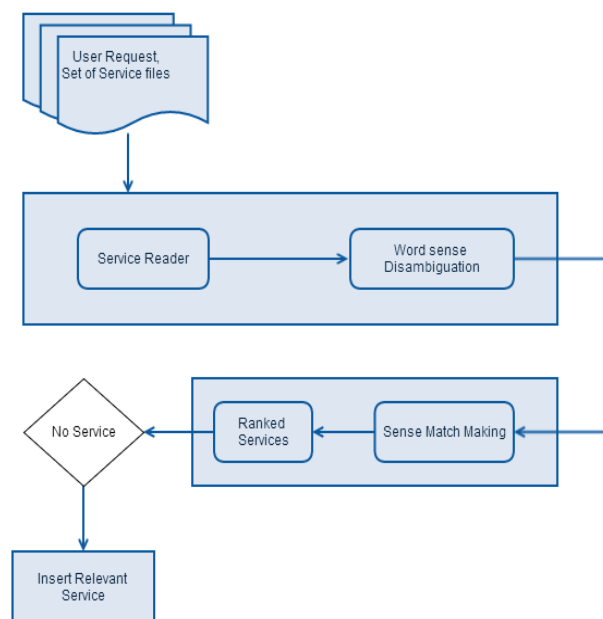 User Request,
Set of Service files
Service Reader
Word sense
Disambiguation
No Service
Ranked
Services
Sense Match Making
Insert Relevant
Service